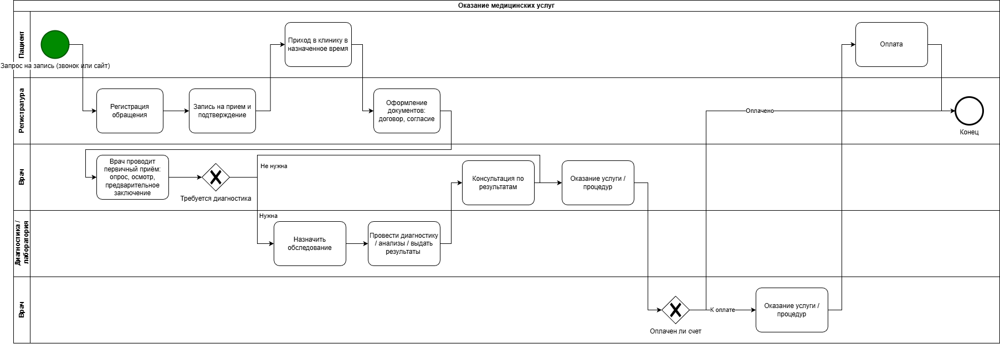 Оказание медицинских услуг
Пациент
Запрос на запись (звонок или сайт)
Приход в клинику в
назначенное время
Оплата
Регистратура
Регистрация
обращения
Запись на прием и
подтверждение
Оформление
документов:
договор, согласие
Оплачено
Конец
Врач
Врач проводит
первичный приём:
опрос, осмотр,
предварительное
заключение
Требуется диагностика
Не нужна
Консультация по
результатам
Оказание услуги /
процедур
Диагностика /
лаборатория
Нужна
Назначить
обследование
Провести диагностику
/ анализы / выдать
результаты
Врач
Оплачен ли счет
К оплате
Оказание услуги /
процедур